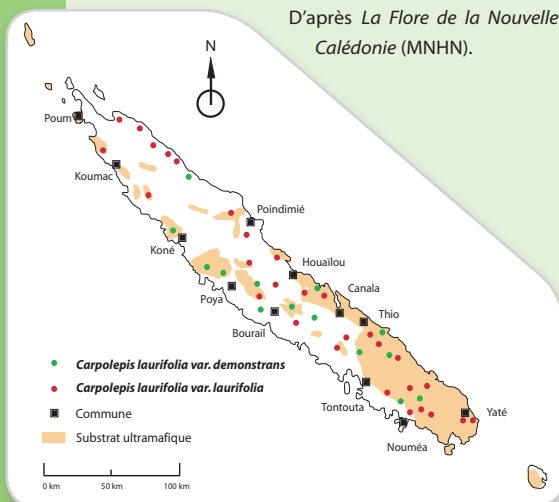 D'après La Flore de la Nouvelle
Calédonie (MNHN).
N
Poum
Koumac
Poindimié
Koné
Houaïlou
Canala
Poya
Thio
Bourail
Carpolepis laurifolia var. demonstrans
Carpolepis laurifolia var. laurifolia
Commune
Tontouta
Yaté
Substrat ultramafique
Nouméa
0 km 50 km 100 km